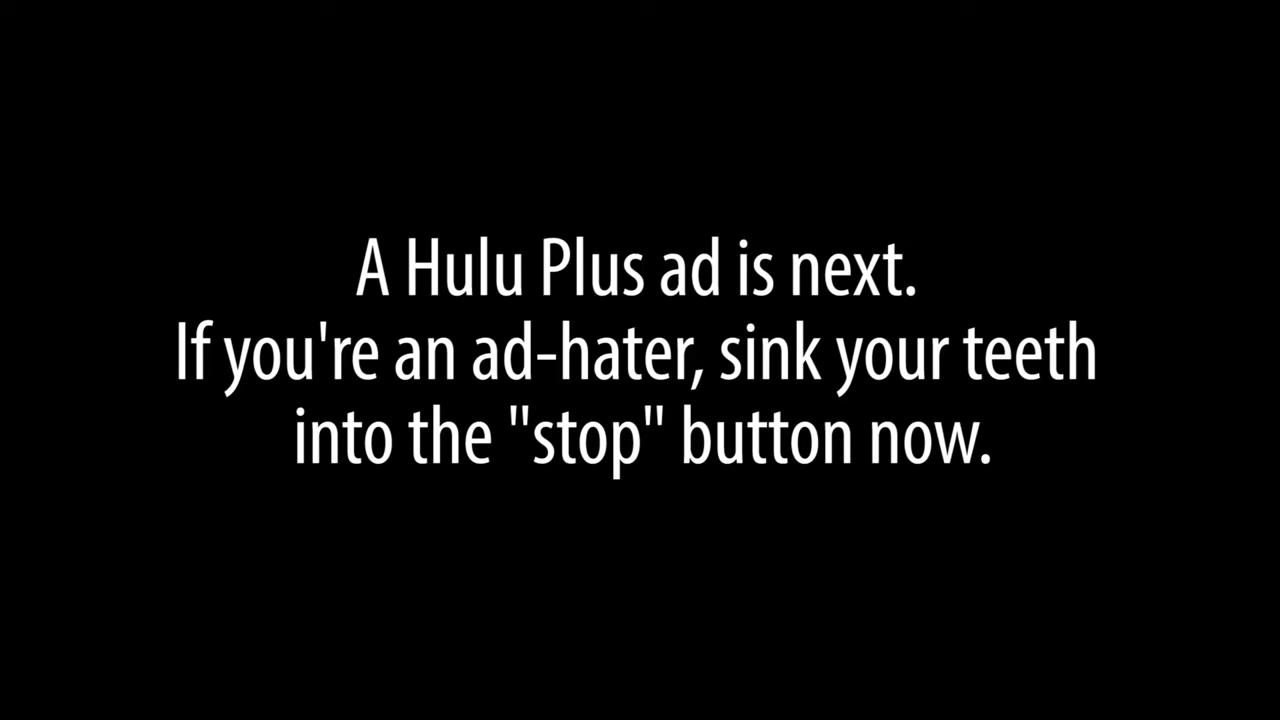 A Hulu Plus ad is next.
If you're an ad-hater, sink your teeth
into the "stop" button now.